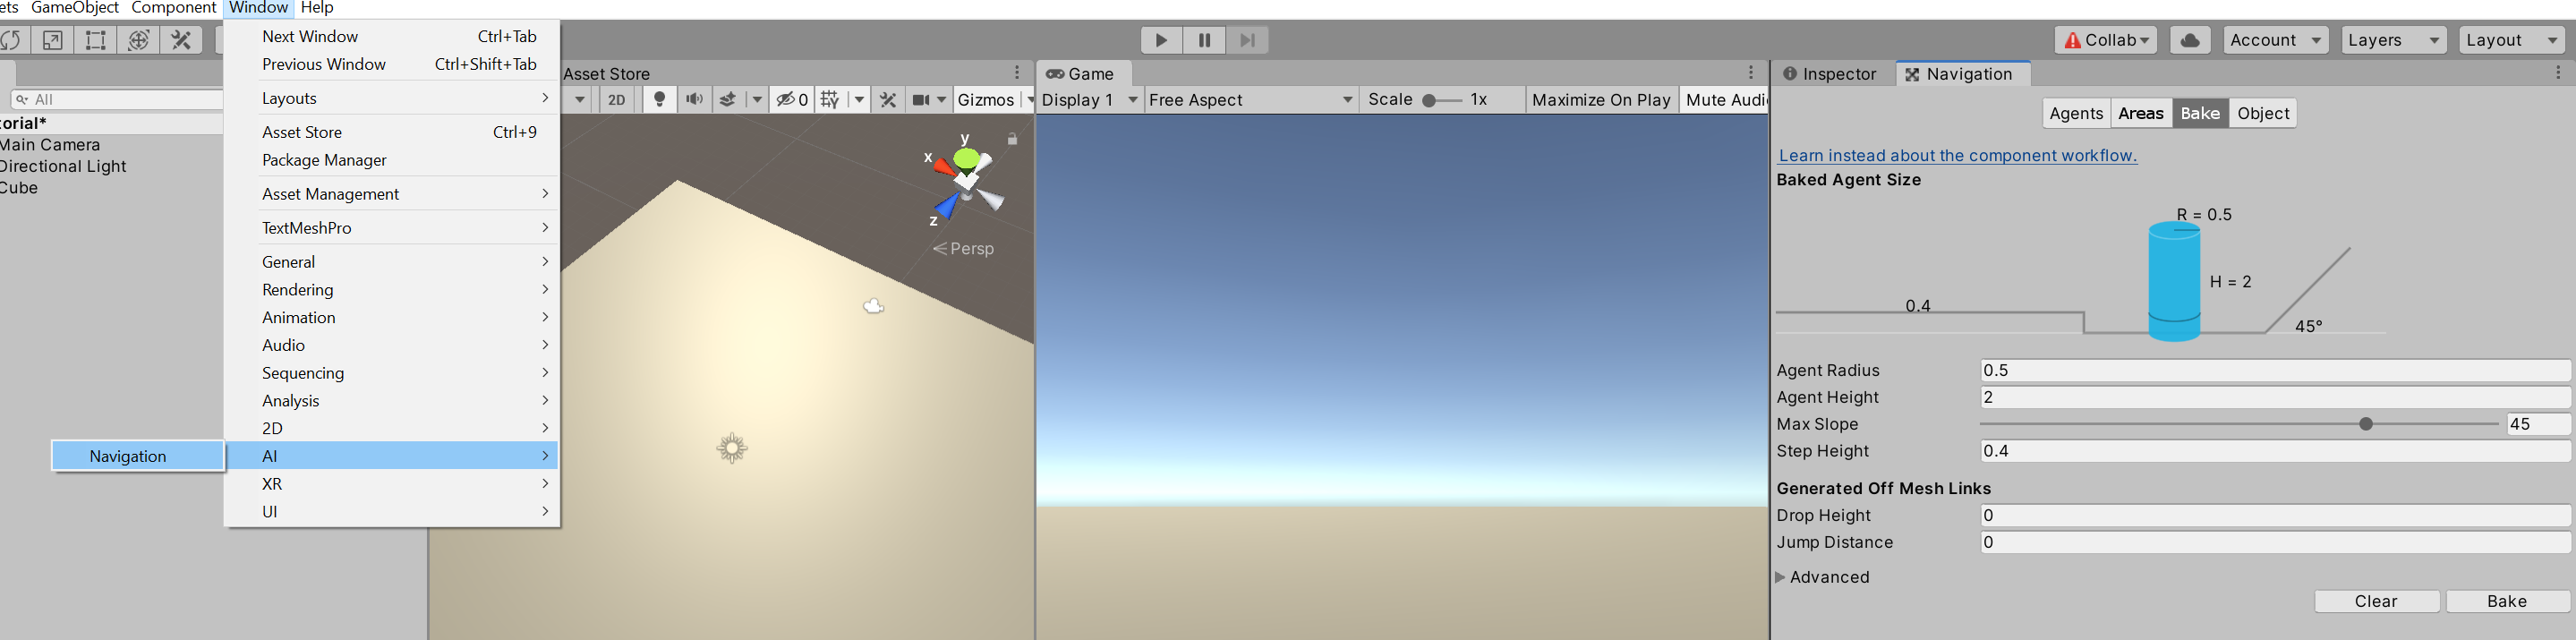 ets GameObject Component Window Help
Collab Account Layers Layout
All
orial*
Main Camera
Directional Light
Cube
Next Window Ctrl+Tab
Previous Window Ctrl+Shift+Tab
Layouts
Asset Store Ctrl+9
Package Manager
Asset Management
TextMeshPro
General
Rendering
Animation
Audio
Sequencing
Analysis
2D
AI
XR
UI
Navigation
Asset Store
2D 0 Gizmos
y
x
z
Persp
Game
Display 1 Free Aspect Scale 1x Maximize On Play Mute Audi
Inspector Navigation
Agents Areas Bake Object
Learn instead about the component workflow.
Baked Agent Size
R = 0.5
H = 2
0.4
45°
Agent Radius 0.5
Agent Height 2
Max Slope 45
Step Height 0.4
Generated Off Mesh Links
Drop Height 0
Jump Distance 0
Advanced
Clear Bake